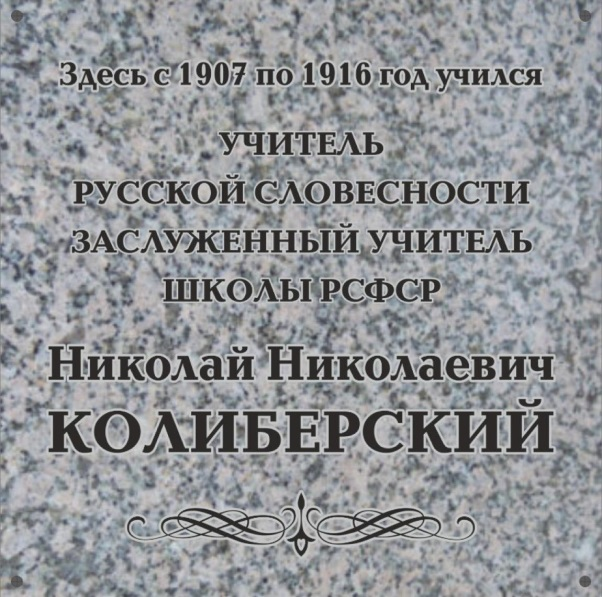 Здесь с 1907 по 1916 год учился
УЧИТЕЛЬ
РУССКОЙ СЛОВЕСНОСТИ
ЗАСЛУЖЕННЫЙ УЧИТЕЛЬ
ШКОЛЫ РСФСР
Николай Николаевич
КОЛИБЕРСКИЙ